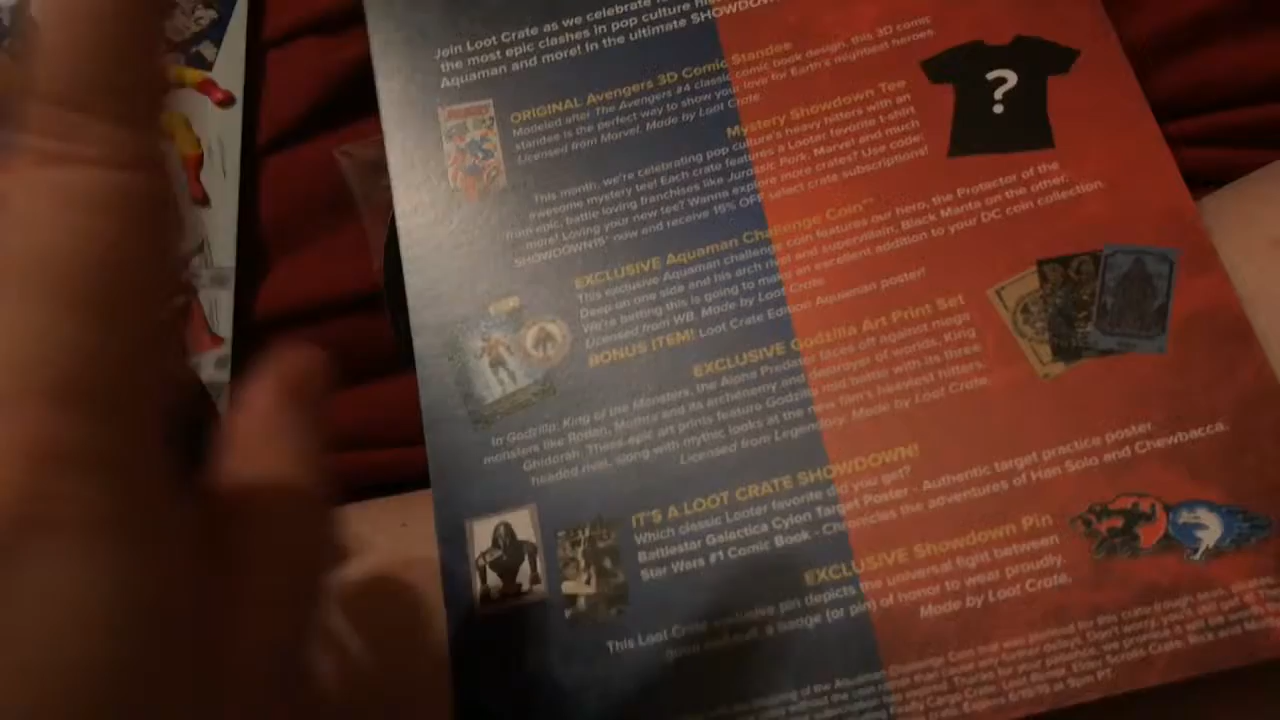 Join Loot Crate as we celebrate
the most epic clashes in pop culture
Aquaman and more! In the ultimate SHOWDOWN
ORIGINAL Avengers 3D Comic Standee
Modeled after The Avengers #4 classic comic book design, this 3D comic
standee is the perfect way to show your love for Earth's mightiest heroes.
Licensed from Marvel. Made by Loot Crate.
Mystery Showdown Tee
This month, we're celebrating pop culture's heavy hitters with an
awesome mystery tee! Each crate features a Looter favorite t-shirt
from epic, battle loving franchises like Jurassic Park, Marvel and much
more! Loving your new tee? Wanna explore more crates? Use code:
SHOWDOWN15* now and receive 15% OFF select crate subscriptions!
?
EXCLUSIVE Aquaman Challenge Coin**
This exclusive Aquaman challenge coin features our hero, the Protector of the
Deep on one side and his arch rival and supervillain, Black Manta on the other.
We're betting this is going to make an excellent addition to your DC coin collection.
Licensed from WB. Made by Loot Crate.
BONUS ITEM! Loot Crate Edition Aquaman poster!
EXCLUSIVE Godzilla Art Print Set
In Godzilla: King of the Monsters, the Alpha Predator faces off against mega
monsters like Rodan, Mothra and its archenemy and destroyer of worlds, King
Ghidorah. These epic art prints feature Godzilla mid battle with its three
headed rival, along with mythic looks at the new film's heaviest hitters.
Licensed from Legendary. Made by Loot Crate.
IT'S A LOOT CRATE SHOWDOWN!
Which classic Looter favorite did you get?
Battlestar Galactica Cylon Target Poster - Authentic target practice poster
Star Wars #1 Comic Book - Chronicles the adventures of Han Solo and Chewbacca.
EXCLUSIVE Showdown Pin
This Loot Crate exclusive pin depicts the universal fight between
a badge (or pin) of honor to wear proudly.
Made by Loot Crate.